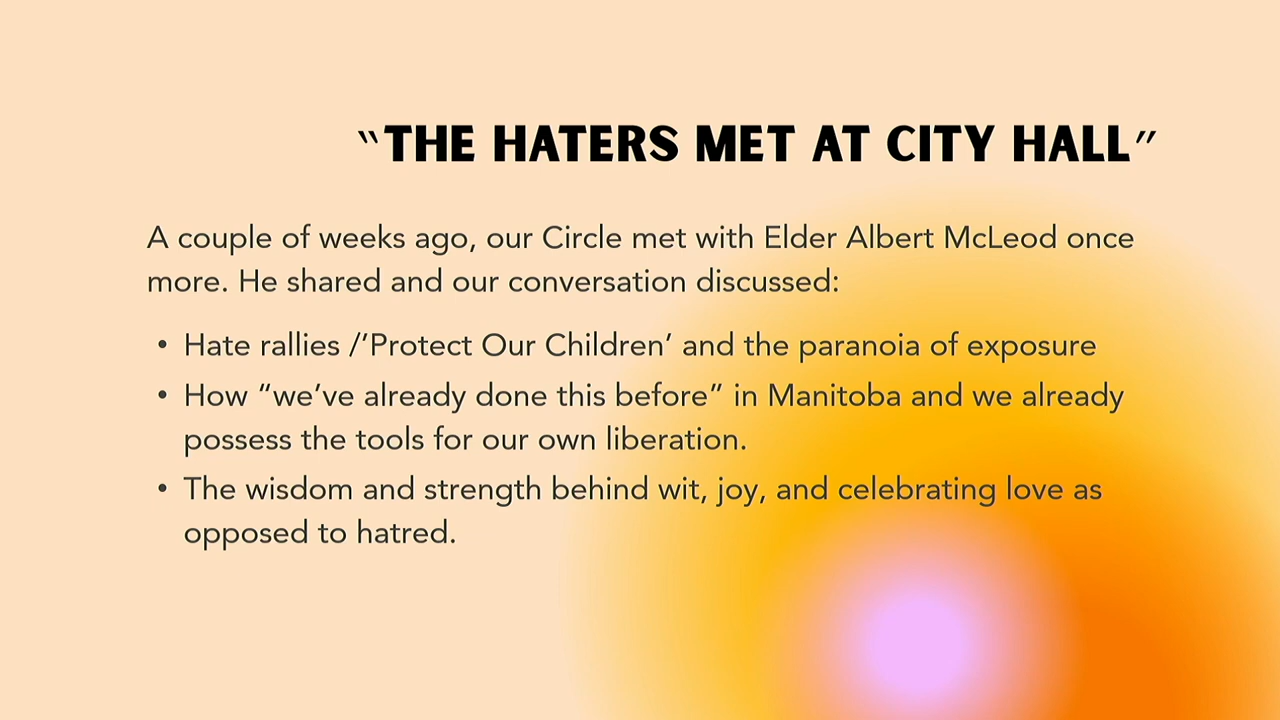 “THE HATERS MET AT CITY HALL”
A couple of weeks ago, our Circle met with Elder Albert McLeod once
more. He shared and our conversation discussed:
• Hate rallies /’Protect Our Children’ and the paranoia of exposure
• How “we’ve already done this before” in Manitoba and we already
possess the tools for our own liberation.
• The wisdom and strength behind wit, joy, and celebrating love as
opposed to hatred.